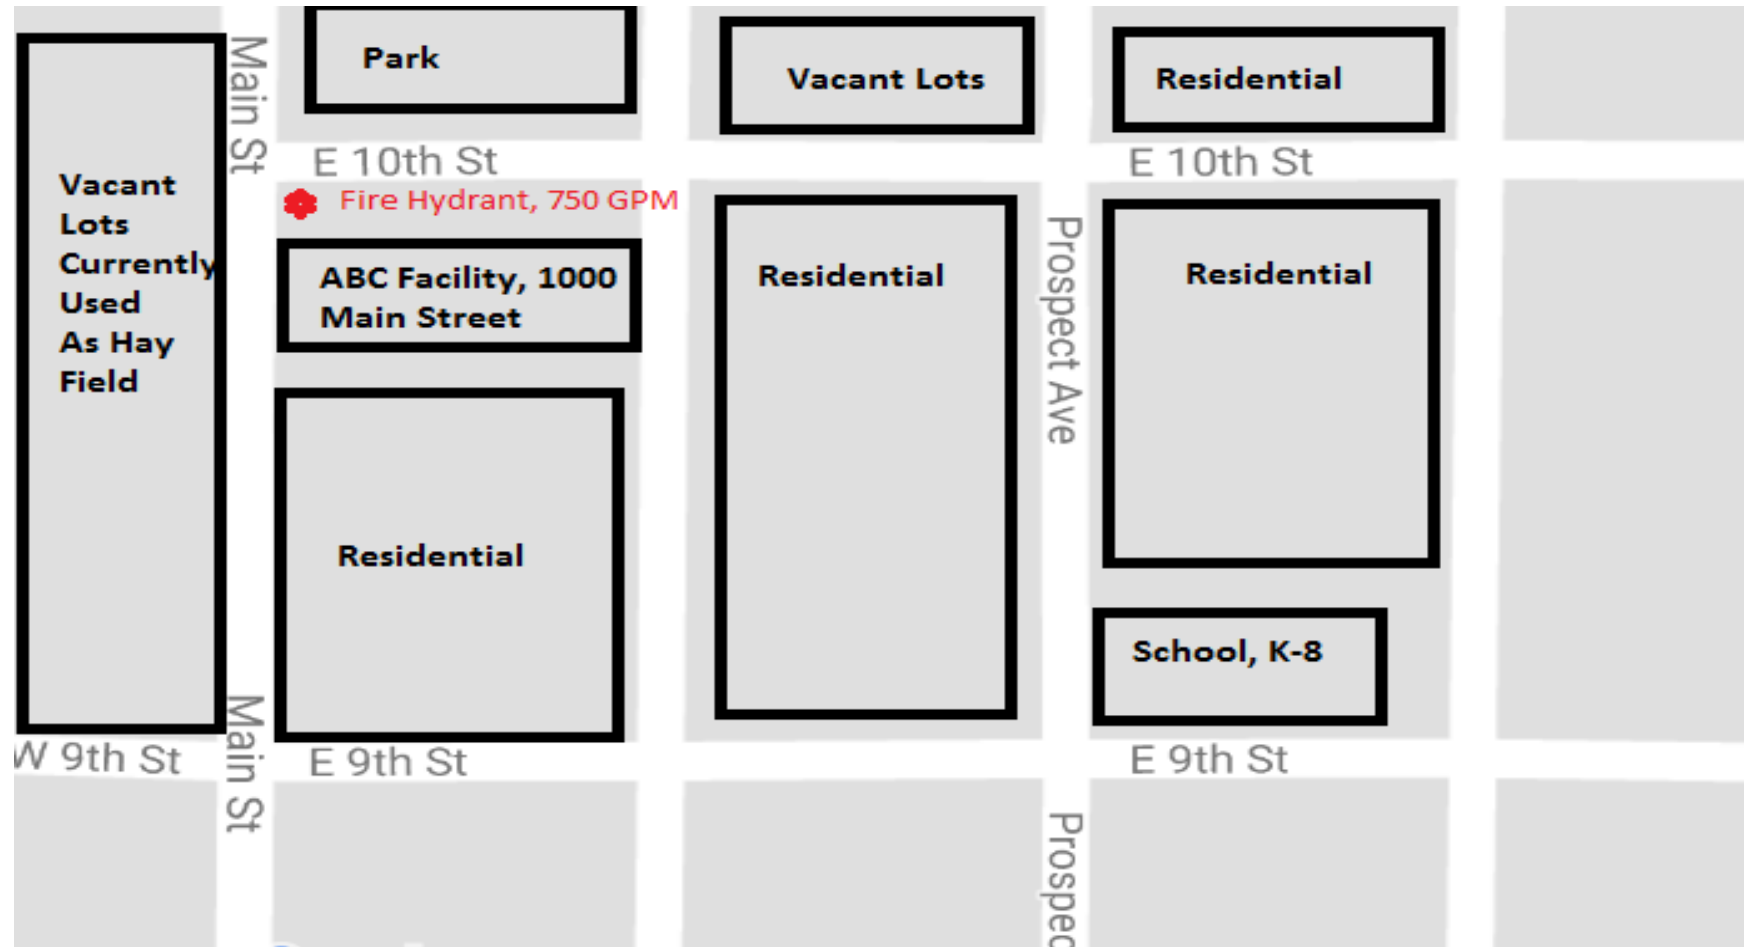 Main St
Park
Vacant Lots
Residential
E 10th St
E 10th St
Vacant
Lots
Currently
Used
As Hay
Field
Fire Hydrant, 750 GPM
ABC Facility, 1000
Main Street
Residential
Prospect Ave
Residential
Residential
School, K-8
Main St
W 9th St
E 9th St
E 9th St
Prospec